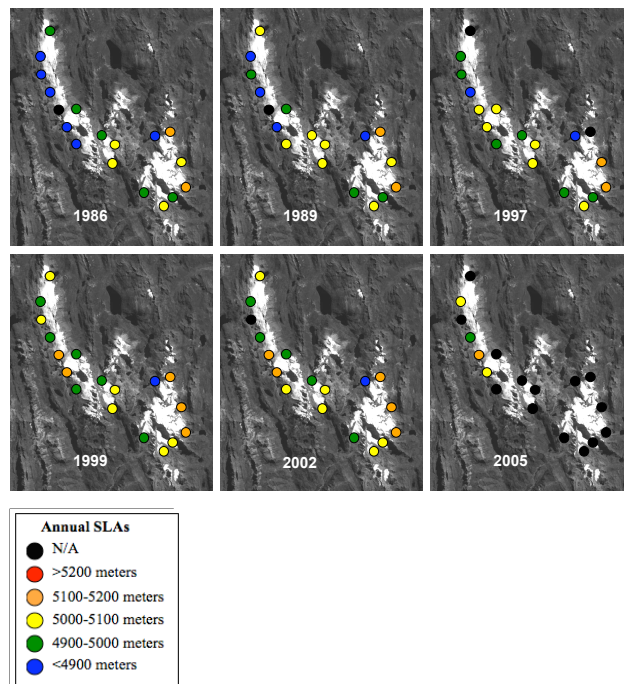 1986
1989
1997
1999
2002
2005
Annual SLAs
N/A
>5200 meters
5100-5200 meters
5000-5100 meters
4900-5000 meters
<4900 meters